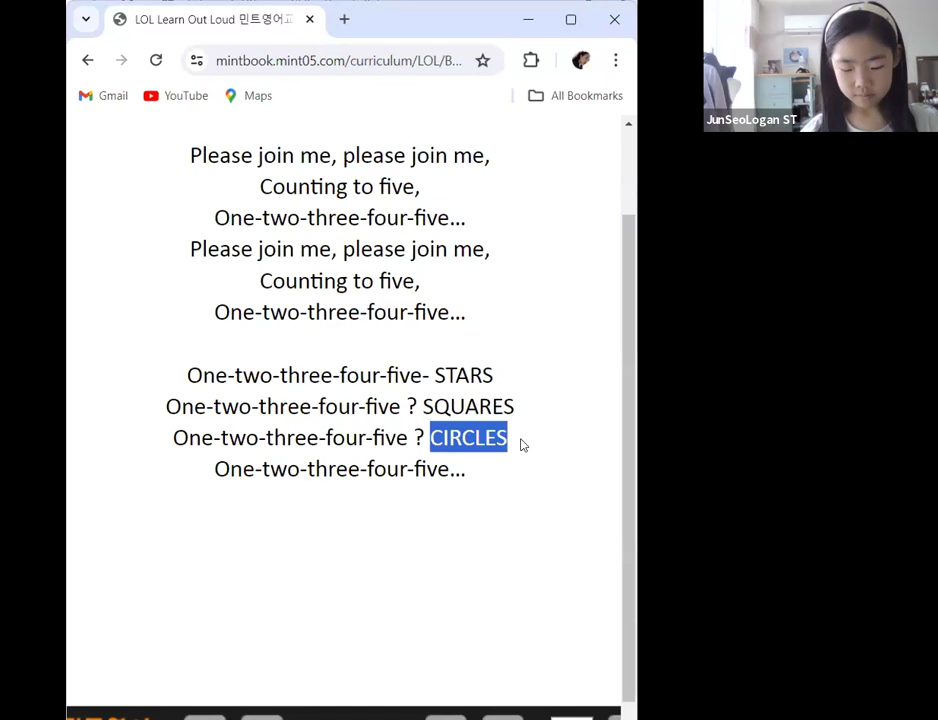 LOL Learn Out Loud 민트영어교
mintbook.mint05.com/curriculum/LOL/B...
Gmail YouTube Maps All Bookmarks
JunSeoLogan ST
Please join me, please join me,
Counting to five,
One-two-three-four-five...
Please join me, please join me,
Counting to five,
One-two-three-four-five...
One-two-three-four-five- STARS
One-two-three-four-five ? SQUARES
One-two-three-four-five ? CIRCLES
One-two-three-four-five...